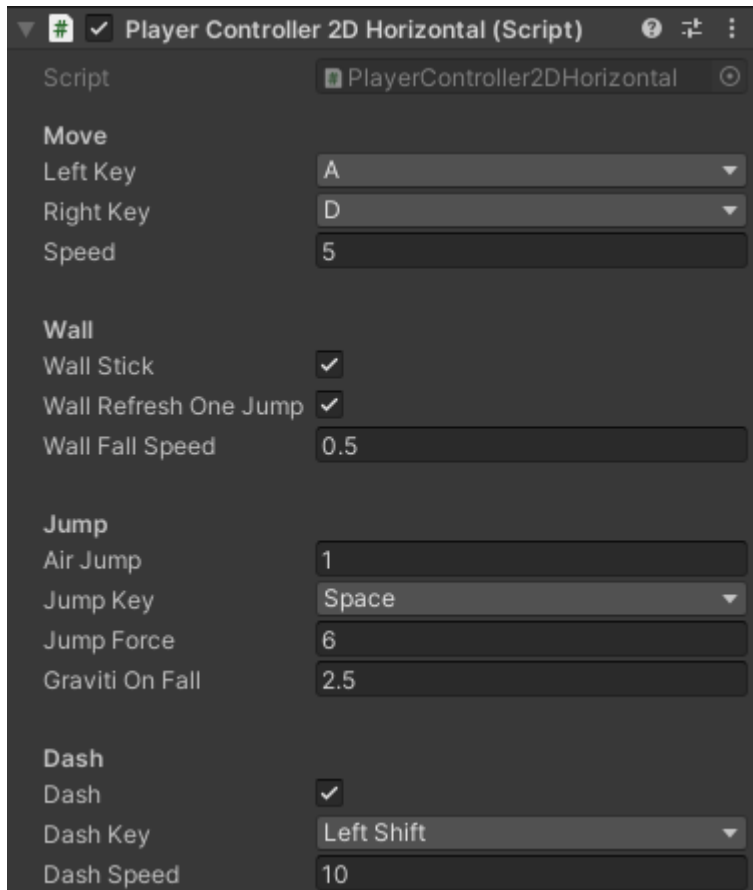 # Player Controller 2D Horizontal (Script) ?
Script # PlayerController2DHorizontal
Move
Left Key A
Right Key D
Speed 5
Wall
Wall Stick
Wall Refresh One Jump
Wall Fall Speed 0.5
Jump
Air Jump 1
Jump Key Space
Jump Force 6
Graviti On Fall 2.5
Dash
Dash
Dash Key Left Shift
Dash Speed 10